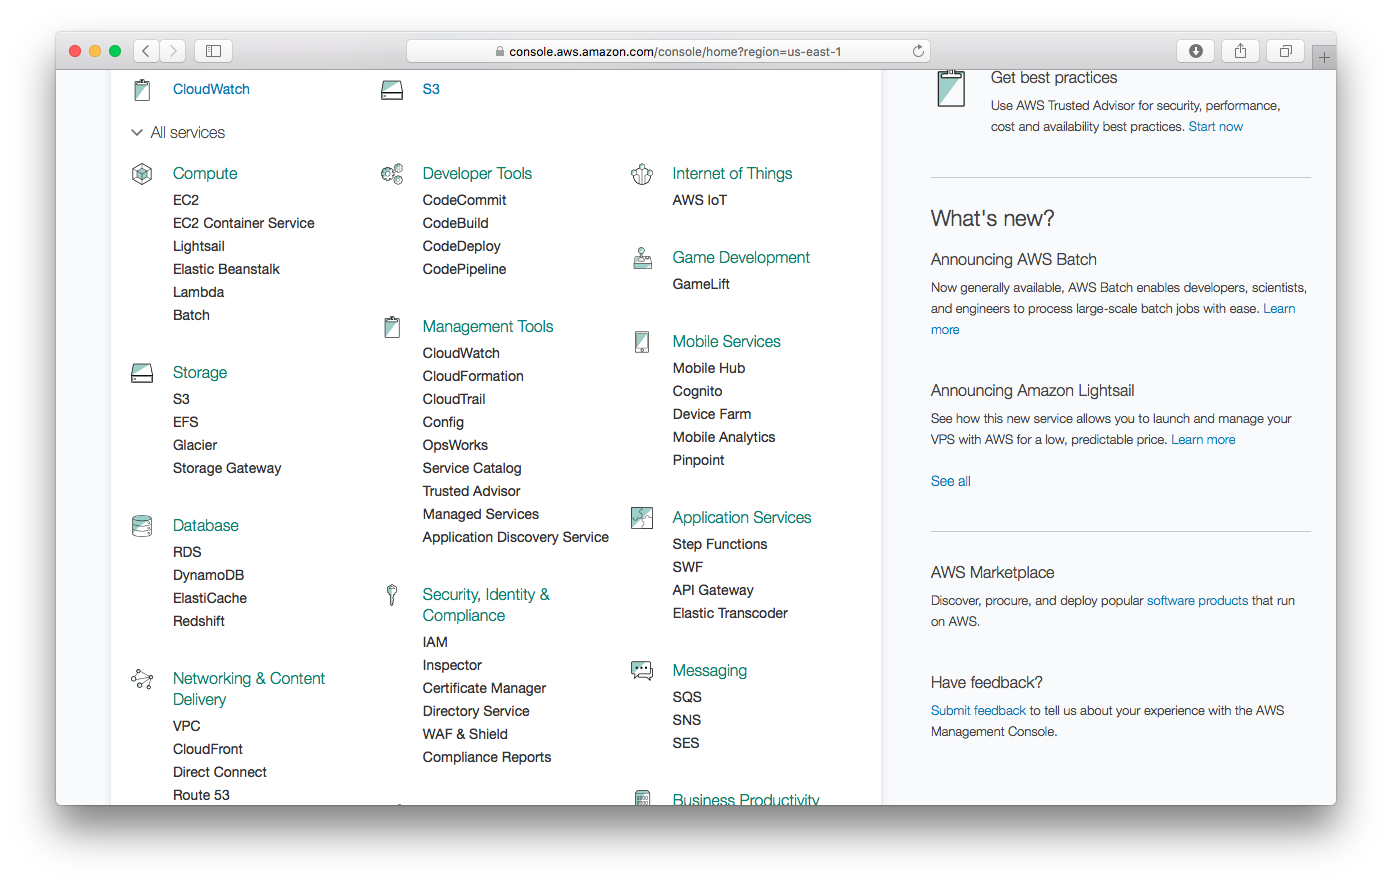 console.aws.amazon.com/console/home?region=us-east-1
CloudWatch
S3
All services
Compute
EC2
EC2 Container Service
Lightsail
Elastic Beanstalk
Lambda
Batch
Storage
S3
EFS
Glacier
Storage Gateway
Database
RDS
DynamoDB
ElastiCache
Redshift
Networking & Content
Delivery
VPC
CloudFront
Direct Connect
Route 53
Developer Tools
CodeCommit
CodeBuild
CodeDeploy
CodePipeline
Management Tools
CloudWatch
CloudFormation
CloudTrail
Config
OpsWorks
Service Catalog
Trusted Advisor
Managed Services
Application Discovery Service
Security, Identity &
Compliance
IAM
Inspector
Certificate Manager
Directory Service
WAF & Shield
Compliance Reports
Internet of Things
AWS IoT
Game Development
GameLift
Mobile Services
Mobile Hub
Cognito
Device Farm
Mobile Analytics
Pinpoint
Application Services
Step Functions
SWF
API Gateway
Elastic Transcoder
Messaging
SQS
SNS
SES
Business Productivity
Get best practices
Use AWS Trusted Advisor for security, performance,
cost and availability best practices. Start now
What's new?
Announcing AWS Batch
Now generally available, AWS Batch enables developers, scientists,
and engineers to process large-scale batch jobs with ease. Learn
more
Announcing Amazon Lightsail
See how this new service allows you to launch and manage your
VPS with AWS for a low, predictable price. Learn more
See all
AWS Marketplace
Discover, procure, and deploy popular software products that run
on AWS.
Have feedback?
Submit feedback to tell us about your experience with the AWS
Management Console.